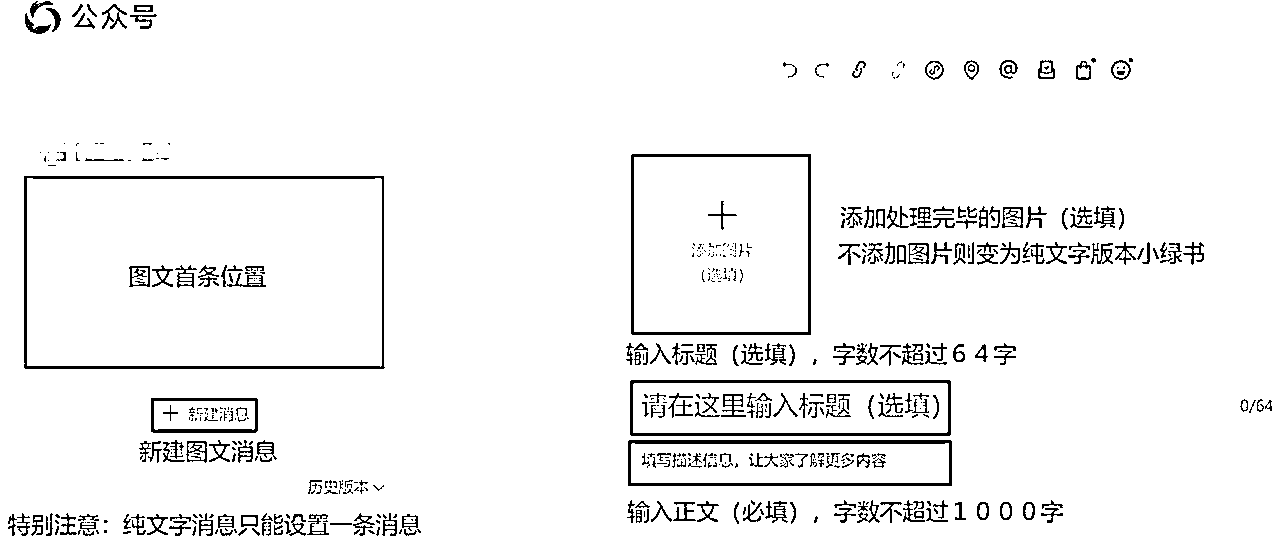 公众号
图文首条位置
新建消息
新建图文消息
历史版本
特别注意：纯文字消息只能设置一条消息
添加图片
（选填）
添加处理完毕的图片（选填）
不添加图片则变为纯文字版本小绿书
输入标题（选填），字数不超过64字
请在这里输入标题（选填）
0/64
填写描述信息，让大家了解更多内容
输入正文（必填），字数不超过1000字